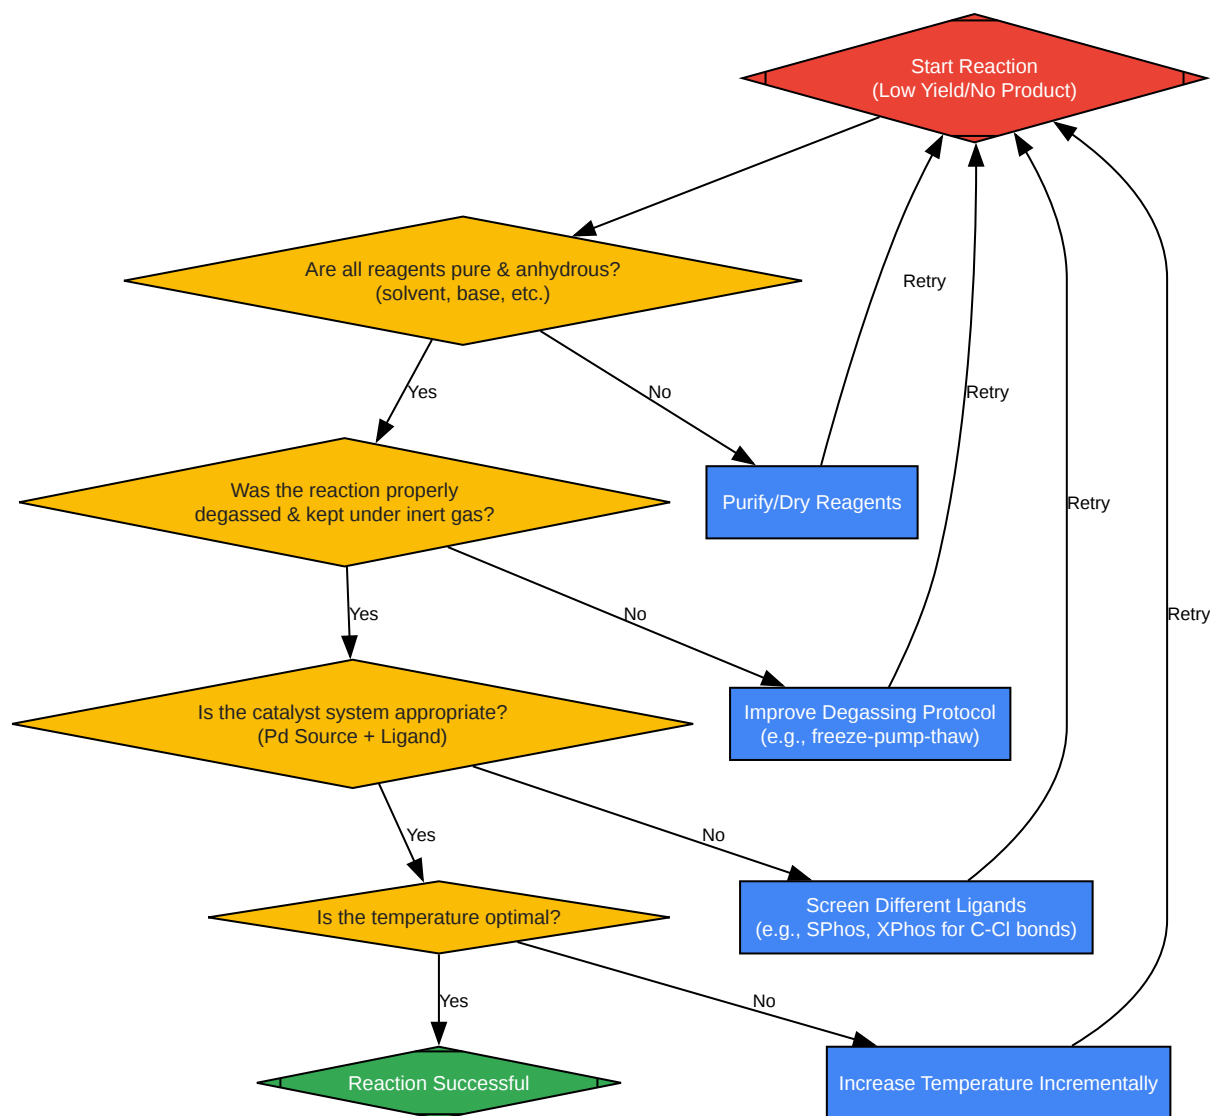 Start Reaction
(Low Yield/No Product)
Are all reagents pure & anhydrous?
(solvent, base, etc.)
Retry
Yes
No
Retry
Was the reaction properly
degassed & kept under inert gas?
Purify/Dry Reagents
Retry
Yes
No
Retry
Is the catalyst system appropriate?
(Pd Source + Ligand)
Improve Degassing Protocol
(e.g., freeze-pump-thaw)
Yes
No
Is the temperature optimal?
Screen Different Ligands
(e.g., SPhos, XPhos for C-Cl bonds)
Yes
No
Reaction Successful
Increase Temperature Incrementally